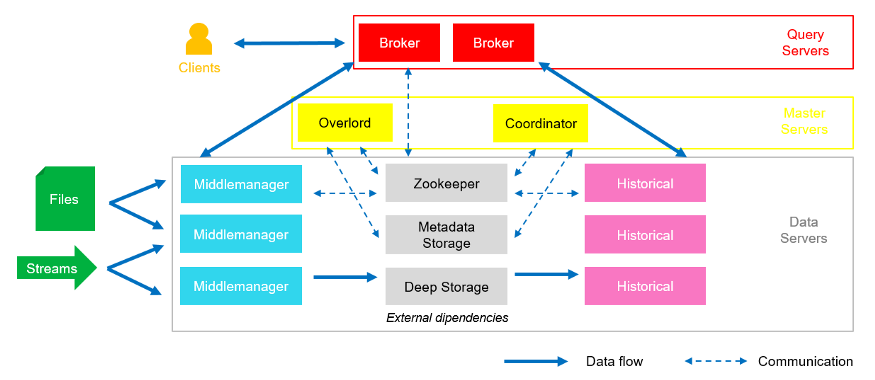 Broker
Broker
Query
Servers
Clients
Overlord
Coordinator
Master
Servers
Files
Middlemanager
Zookeeper
Historical
Middlemanager
Metadata
Storage
Historical
Data
Servers
Streams
Middlemanager
Deep Storage
Historical
External dipendencies
Data flow
Communication